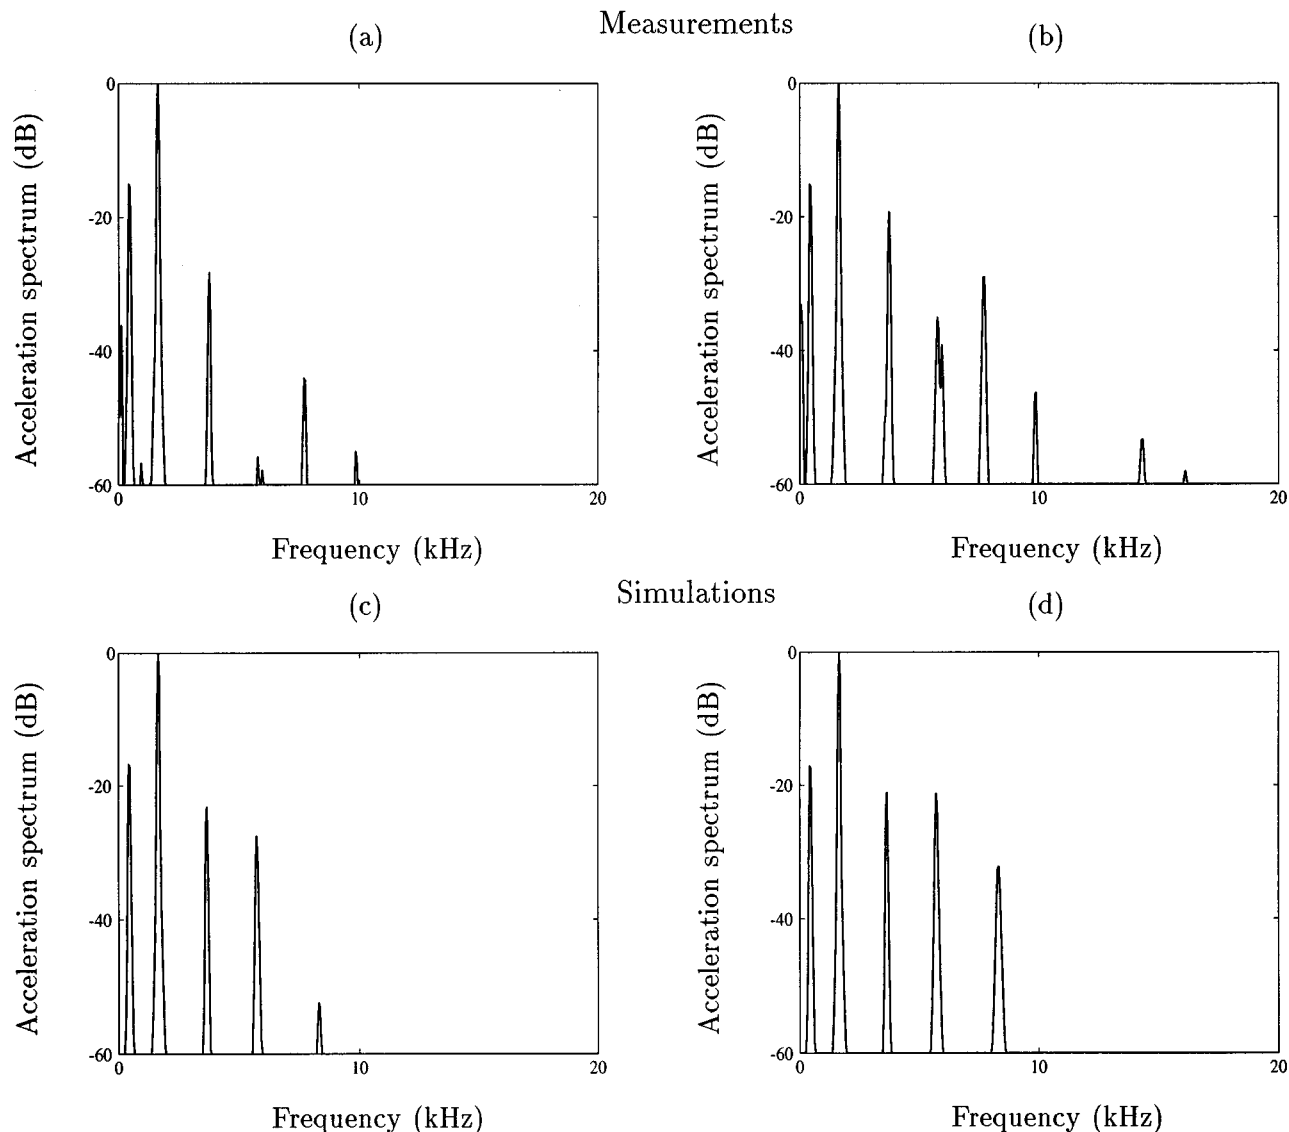 Measurements
(a)
(b)
Acceleration spectrum (dB)
0
-20
-40
-60
0
10
20
Frequency (kHz)
Acceleration spectrum (dB)
0
-20
-40
-60
0
10
20
Frequency (kHz)
Simulations
(c)
(d)
Acceleration spectrum (dB)
0
-20
-40
-60
0
10
20
Frequency (kHz)
Acceleration spectrum (dB)
0
-20
-40
-60
0
10
20
Frequency (kHz)